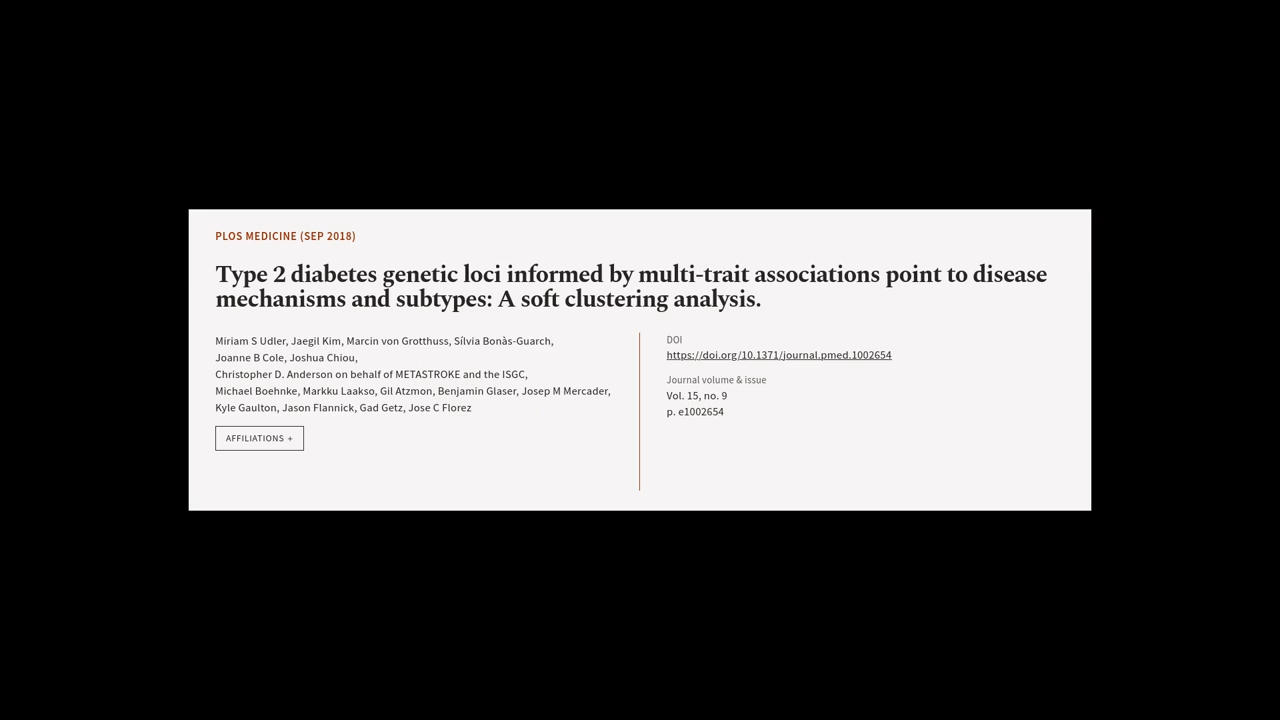 PLOS MEDICINE (SEP 2018)
Type 2 diabetes genetic loci informed by multi-trait associations point to disease
mechanisms and subtypes: A soft clustering analysis.
Miriam S Udler, Jaegil Kim, Marcin von Grotthuss, Sílvia Bonàs-Guarch,
Joanne B Cole, Joshua Chiou,
Christopher D. Anderson on behalf of METASTROKE and the ISGC,
Michael Boehnke, Markku Laakso, Gil Atzmon, Benjamin Glaser, Josep M Mercader,
Kyle Gaulton, Jason Flannick, Gad Getz, Jose C Florez
AFFILIATIONS +
DOI
https://doi.org/10.1371/journal.pmed.1002654
Journal volume & issue
Vol. 15, no. 9
p. e1002654